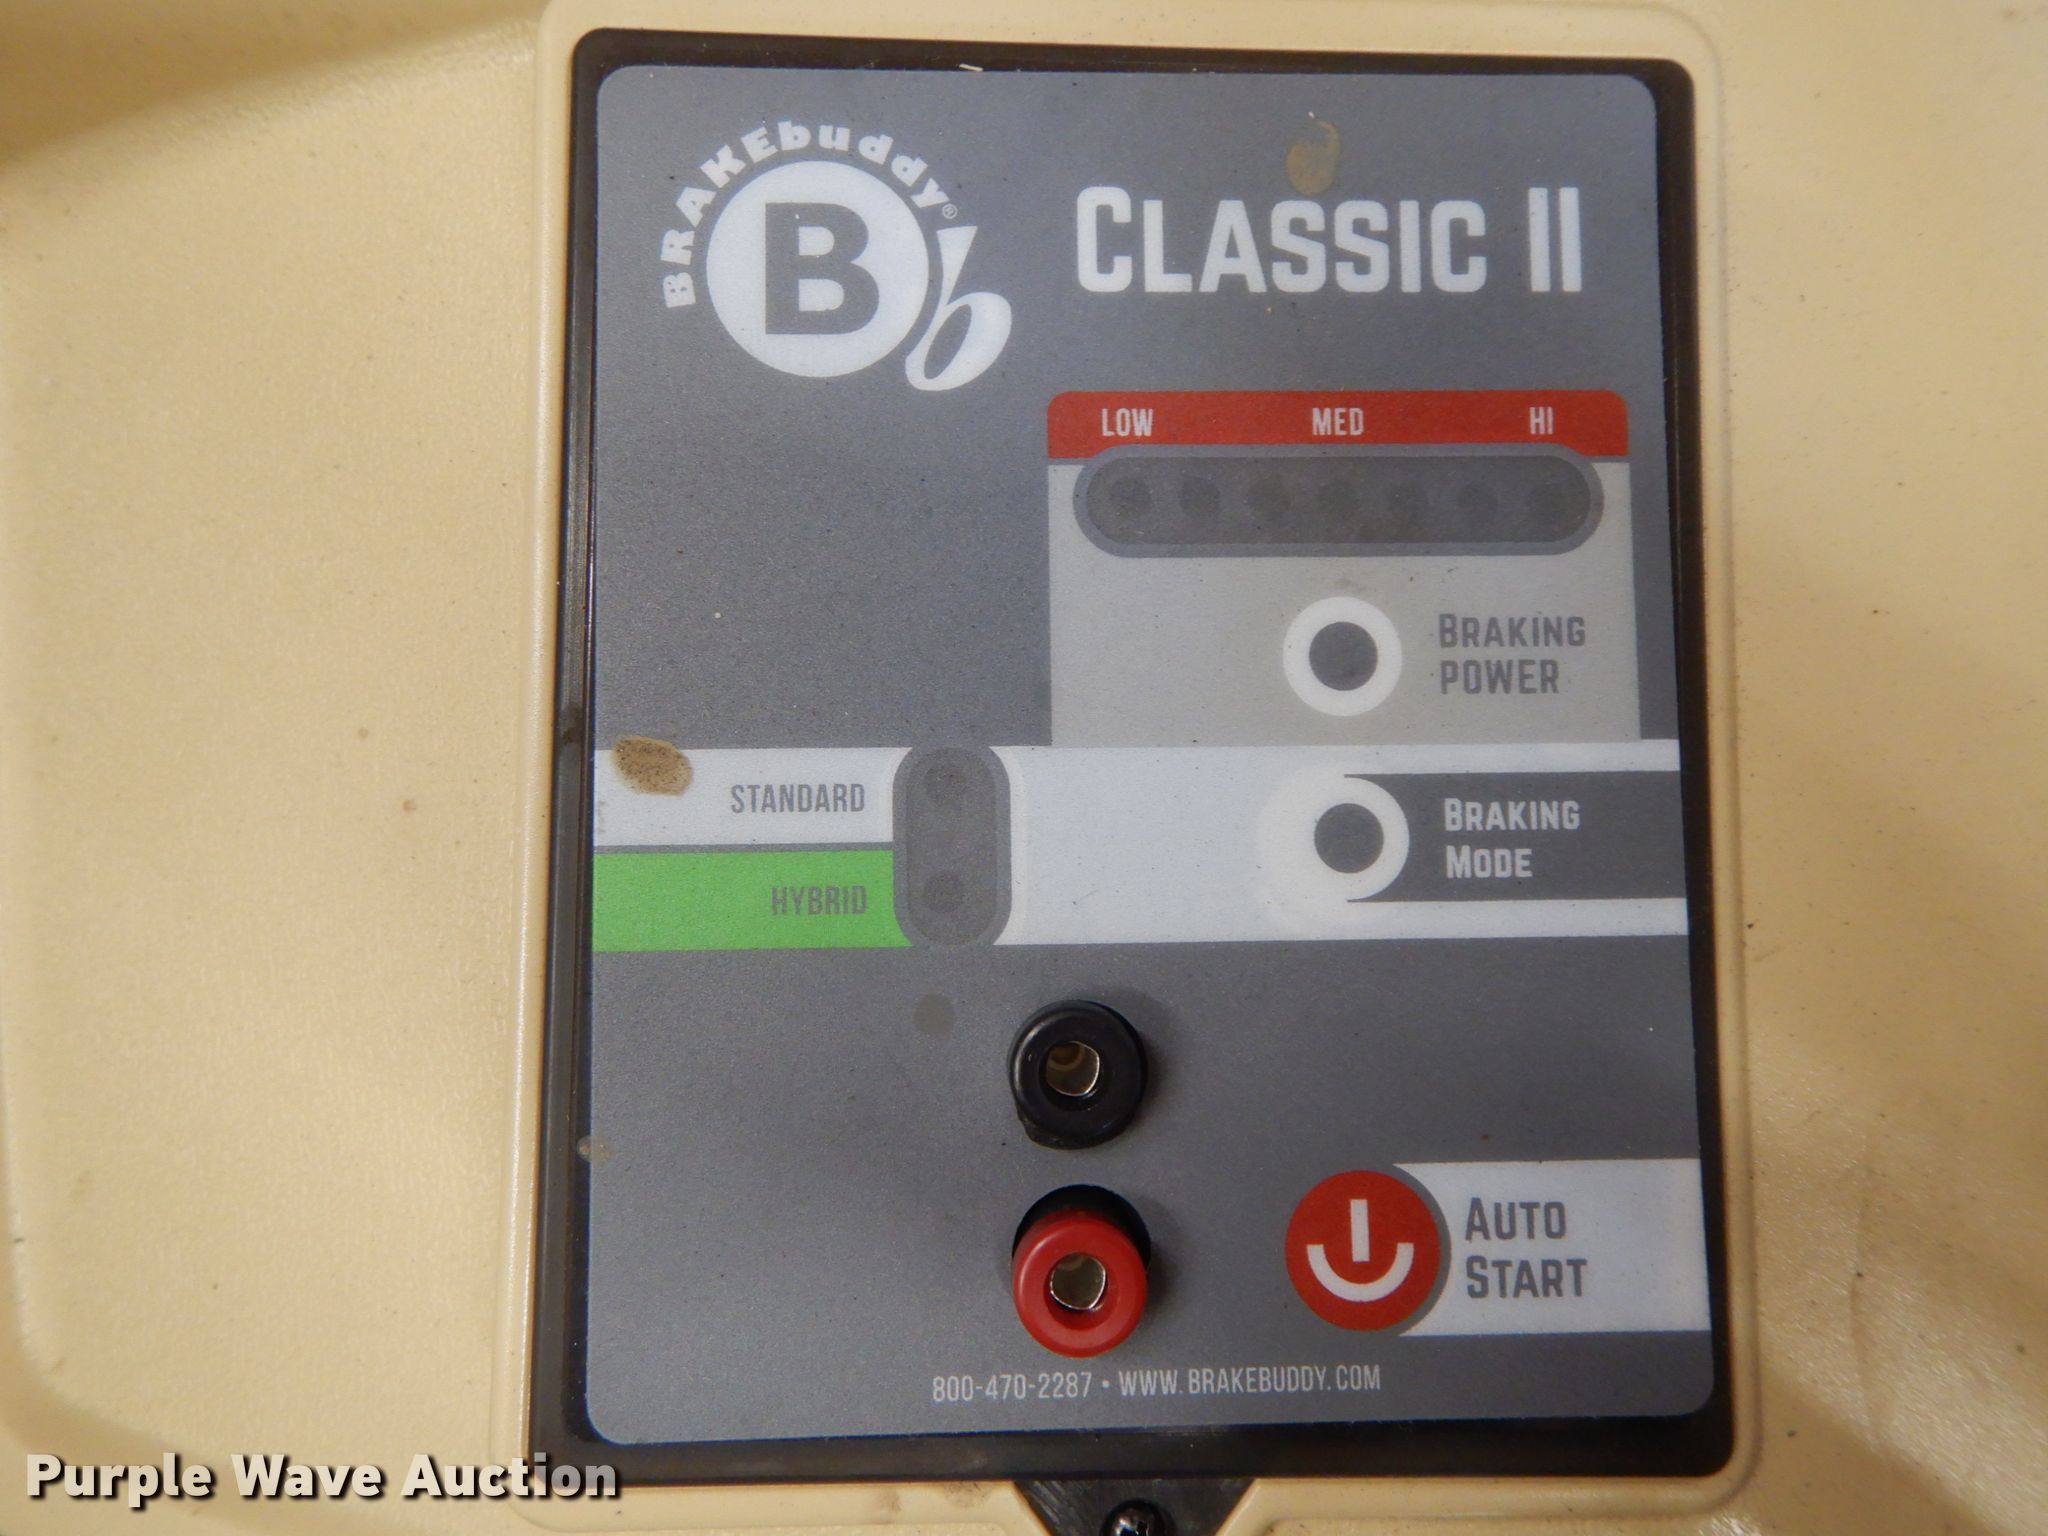 BRAKEbuddy®
Bb
CLASSIC II
LOW MED HI
BRAKING
POWER
STANDARD
HYBRID
BRAKING
MODE
AUTO
START
800-470-2287 • WWW.BRAKEBUDDY.COM
Purple Wave Auction